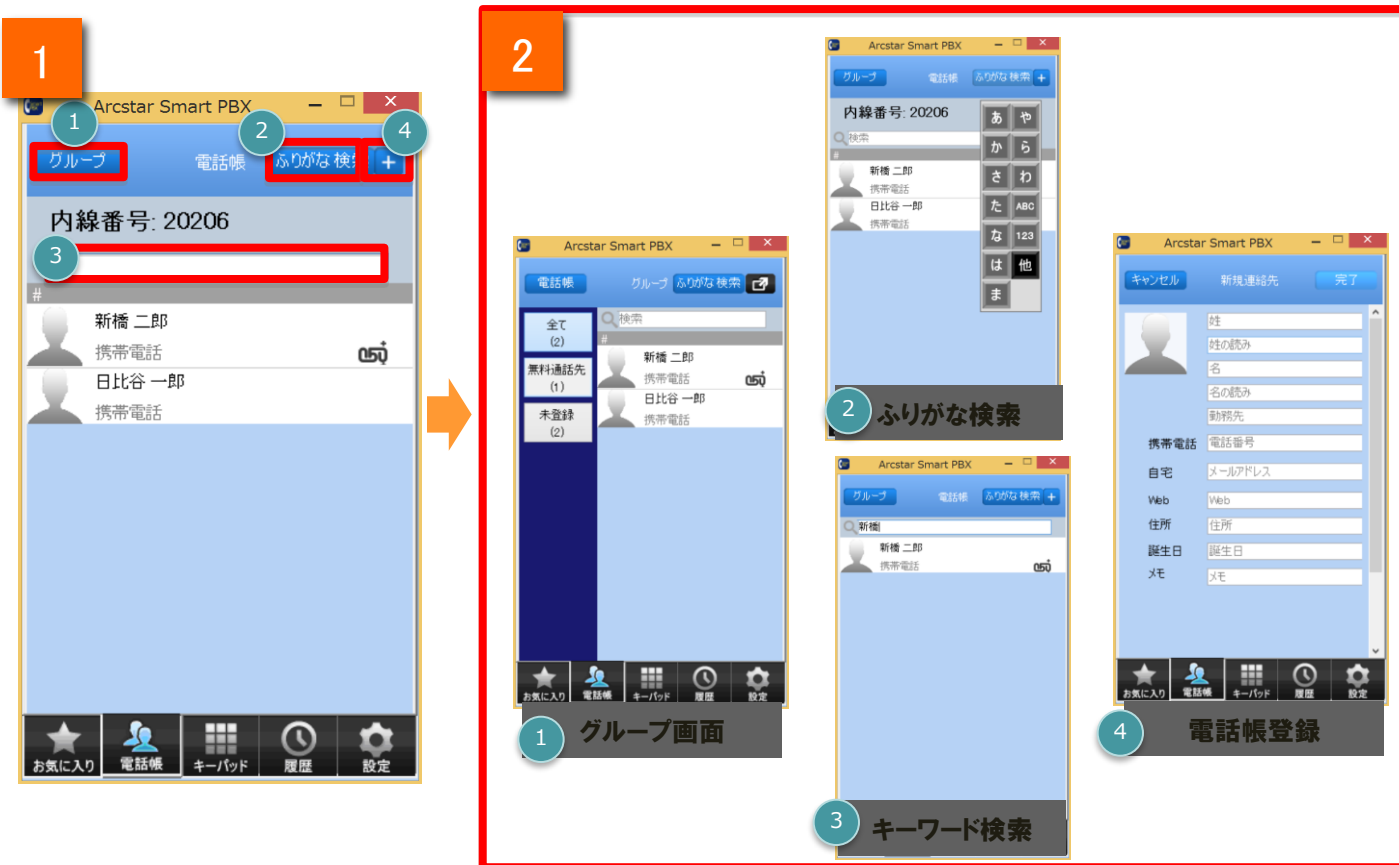 1
Arcstar Smart PBX
1
2
4
グループ
電話帳
ふりがな 検索
+
内線番号: 20206
3
#
新橋 二郎
携帯電話
050
日比谷 一郎
携帯電話
お気に入り
電話帳
キーパッド
履歴
設定
2
Arcstar Smart PBX
電話帳
グループ
ふりがな 検索
全て
(2)
無料通話先
(1)
未登録
(2)
検索
#
新橋 二郎
携帯電話
050
日比谷 一郎
携帯電話
お気に入り
電話帳
キーパッド
履歴
設定
1
グループ画面
Arcstar Smart PBX
グループ
電話帳
ふりがな 検索
+
内線番号: 20206
検索
#
新橋 二郎
携帯電話
日比谷 一郎
携帯電話
あ や
か ら
さ わ
た ABC
な 123
は 他
ま
2
ふりがな検索
Arcstar Smart PBX
グループ
電話帳
ふりがな 検索
+
新橋
新橋 二郎
携帯電話
050
3
キーワード検索
Arcstar Smart PBX
キャンセル
新規連絡先
完了
姓
姓の読み
名
名の読み
勤務先
携帯電話 電話番号
自宅 メールアドレス
Web Web
住所 住所
誕生日 誕生日
メモ メモ
お気に入り
電話帳
キーパッド
履歴
設定
4
電話帳登録